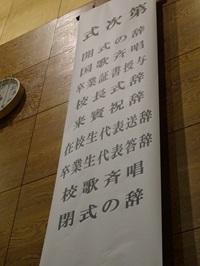 式次第
開式の辞
国歌斉唱
卒業証書授与
校長式辞
来賓祝辞
在校生代表送辞
卒業生代表答辞
校歌斉唱
閉式の辞